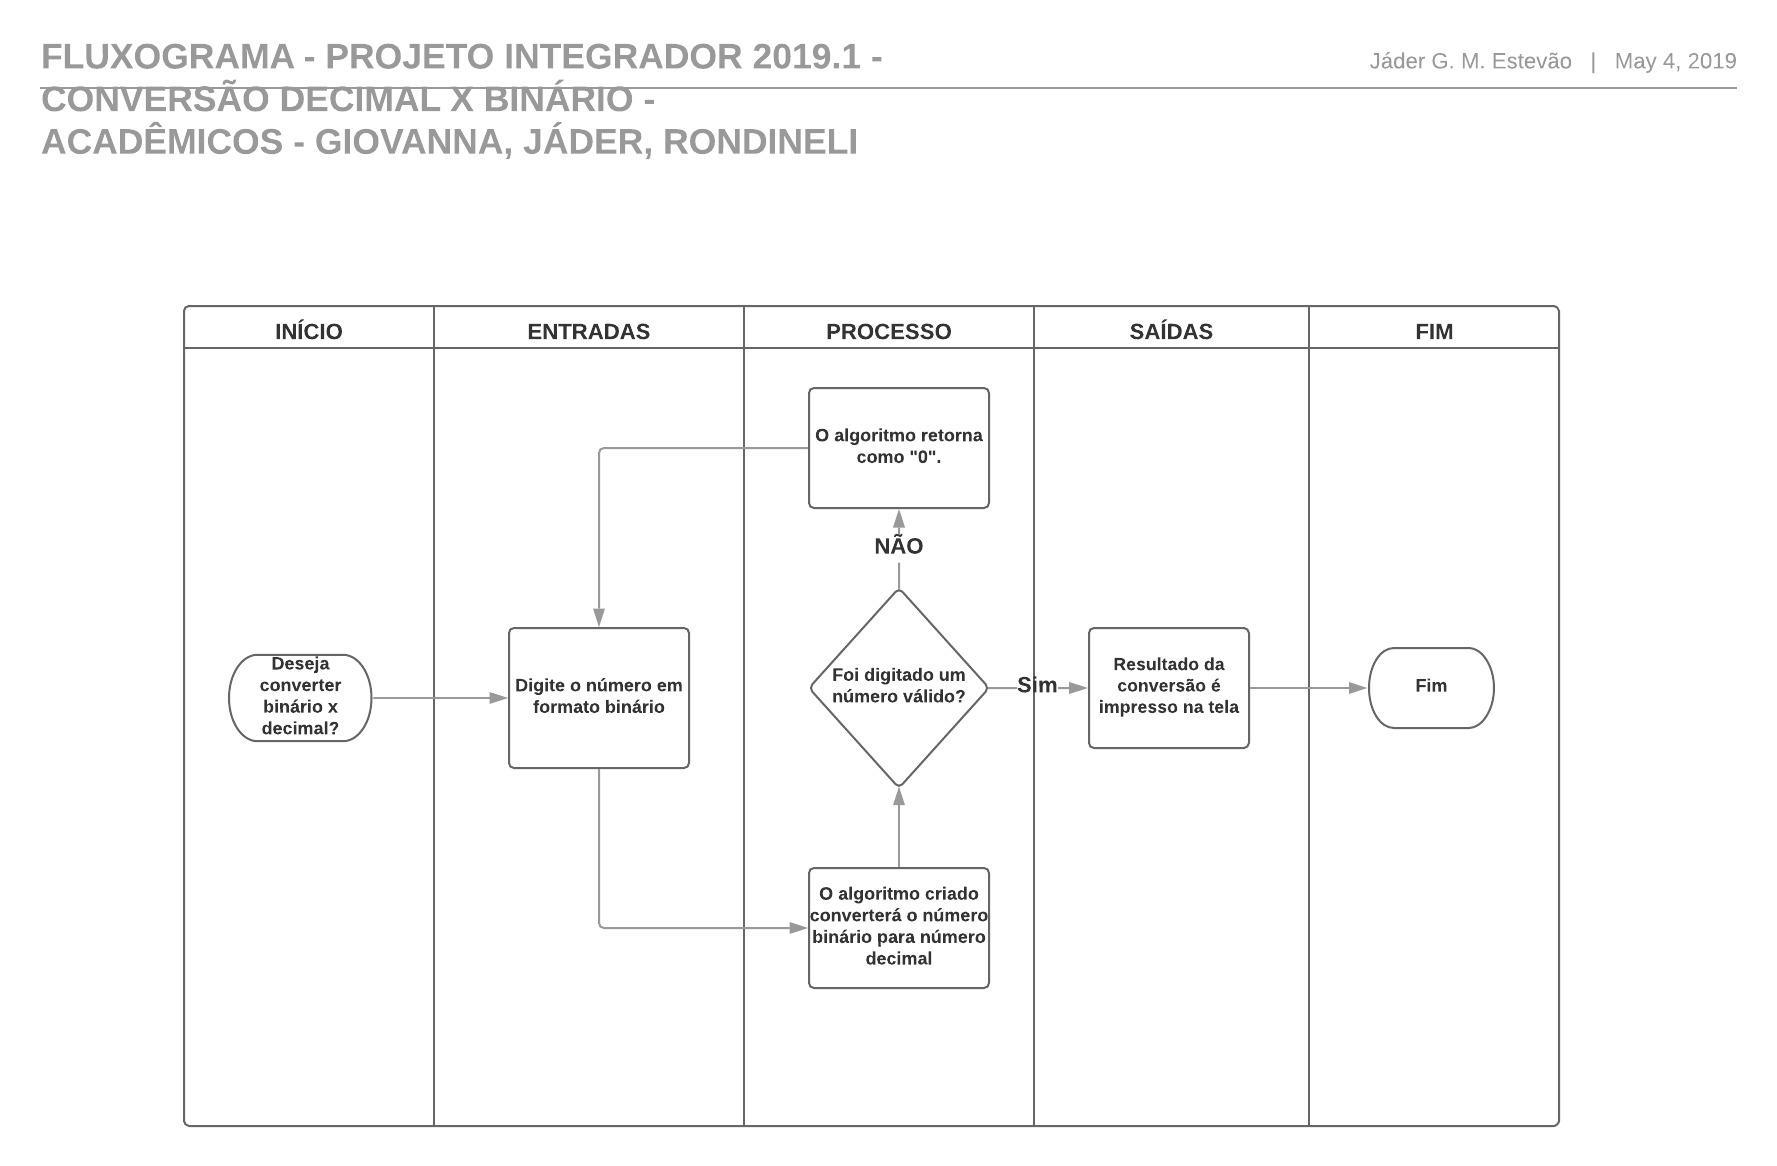 FLUXOGRAMA - PROJETO INTEGRADOR 2019.1 -
CONVERSÃO DECIMAL X BINÁRIO -
ACADÊMICOS - GIOVANNA, JÁDER, RONDINELI
Jáder G. M. Estevão | May 4, 2019
INÍCIO
ENTRADAS
PROCESSO
SAÍDAS
FIM
O algoritmo retorna
como "0".
NÃO
Deseja
converter
binário x
decimal?
Digite o número em
formato binário
Foi digitado um
número válido?
Sim
Resultado da
conversão é
impresso na tela
Fim
O algoritmo criado
converterá o número
binário para número
decimal